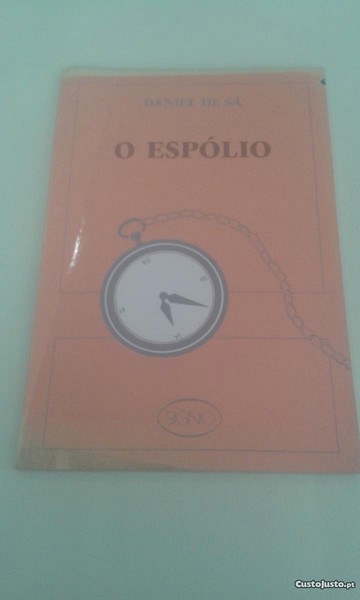 DANIEL DE SÁ
O ESPÓLIO
SIGNO
CustoJusto.pt